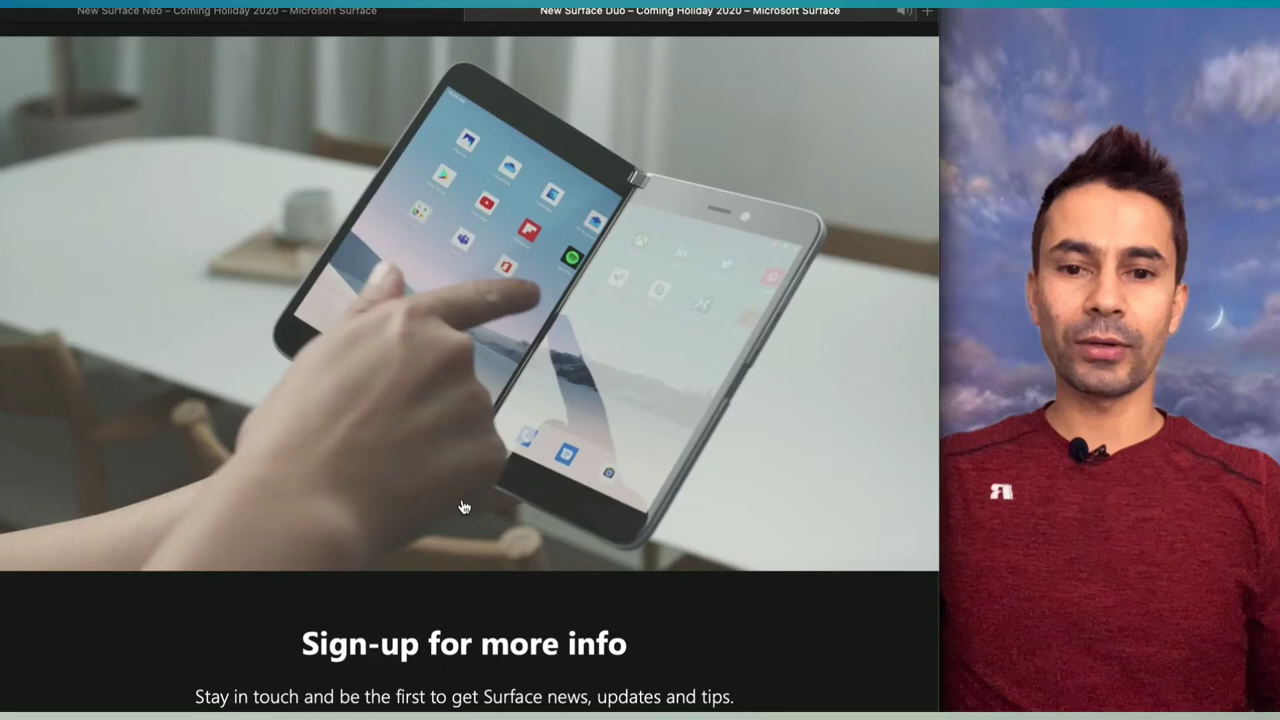 New Surface Neo – Coming Holiday 2020 – Microsoft Surface
New Surface Duo – Coming Holiday 2020 – Microsoft Surface
Sign-up for more info
Stay in touch and be the first to get Surface news, updates and tips.